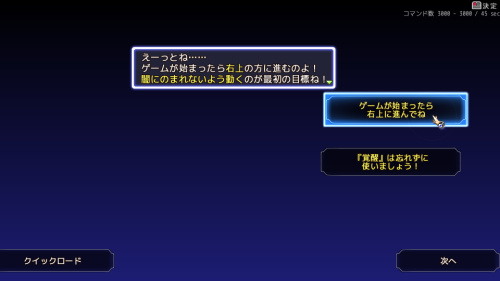 決定
コマンド数 3000 - 3000 / 45 sec
えーっとね……
ゲームが始まったら右上の方に進むのよ！
闇にのまれないよう動くのが最初の目標ね！
ゲームが始まったら
右上に進んでね
『覚醒』は忘れずに
使いましょう！
クイックロード
次へ